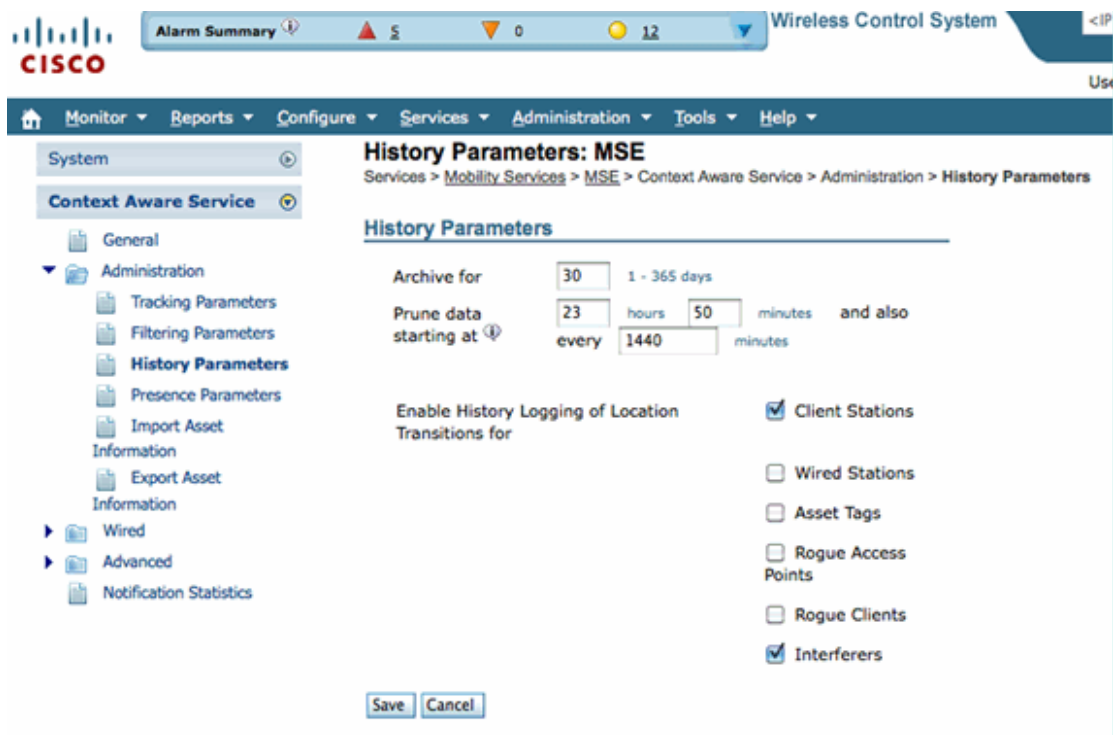 Alarm Summary 5 0 12
Wireless Control System
<IP
CISCO
Use
Monitor Reports Configure Services Administration Tools Help
System
Context Aware Service
General
Administration
Tracking Parameters
Filtering Parameters
History Parameters
Presence Parameters
Import Asset
Information
Export Asset
Information
Wired
Advanced
Notification Statistics
History Parameters: MSE
Services > Mobility Services > MSE > Context Aware Service > Administration > History Parameters
History Parameters
Archive for 30 1 - 365 days
Prune data 23 hours 50 minutes and also
starting at every 1440 minutes
Enable History Logging of Location
Transitions for
Client Stations
Wired Stations
Asset Tags
Rogue Access
Points
Rogue Clients
Interferers
Save Cancel